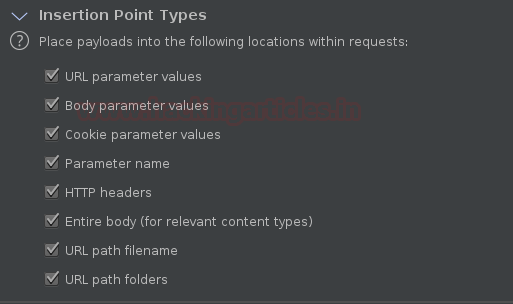 Insertion Point Types
Place payloads into the following locations within requests:
URL parameter values
Body parameter values
Cookie parameter values
Parameter name
HTTP headers
Entire body (for relevant content types)
URL path filename
URL path folders